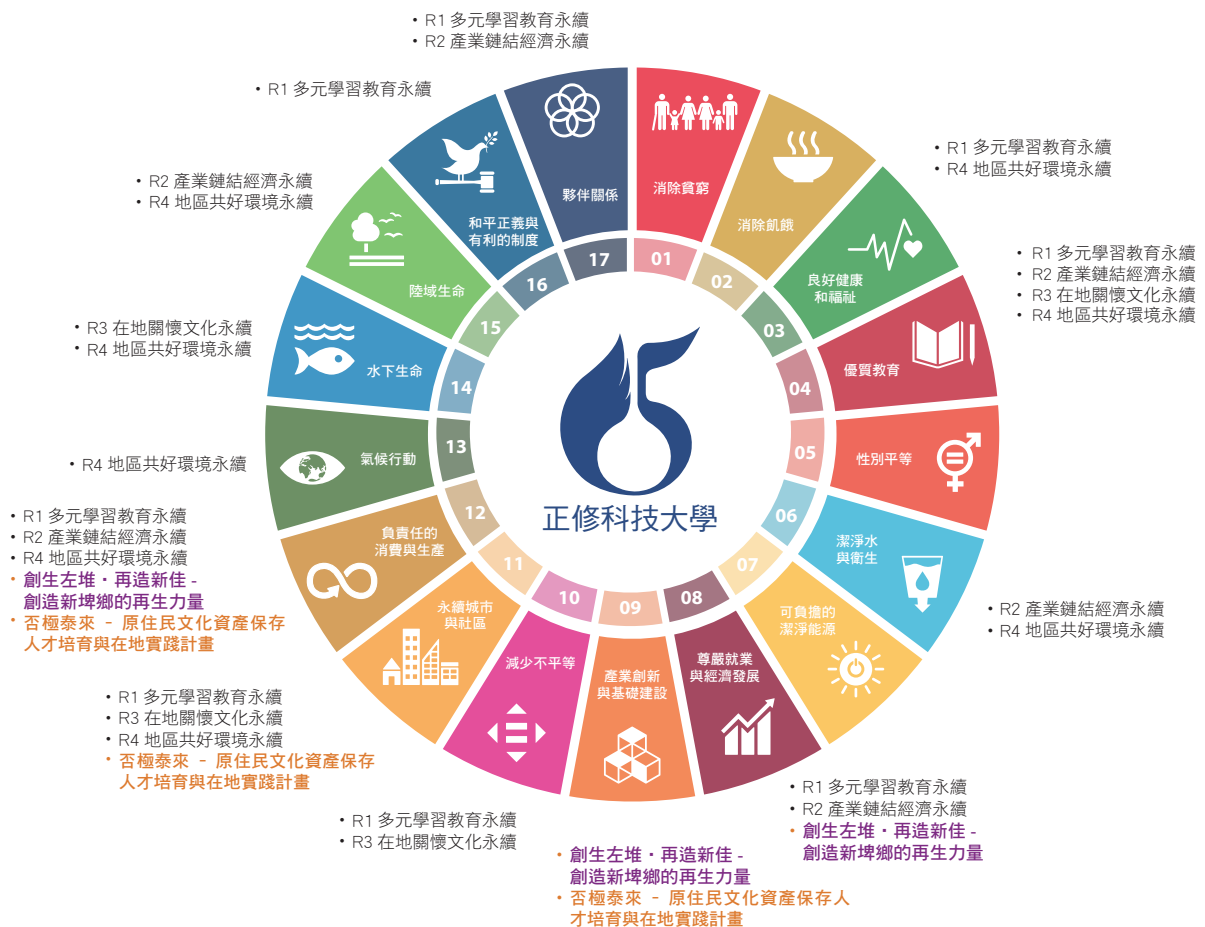 • R1 多元學習教育永續
• R2 產業鏈結經濟永續
• R1 多元學習教育永續
• R2 產業鏈結經濟永續
• R4 地區共好環境永續
• R3 在地關懷文化永續
• R4 地區共好環境永續
• R4 地區共好環境永續
• R1 多元學習教育永續
• R2 產業鏈結經濟永續
• R4 地區共好環境永續
• 創生左堆・再造新佳 -
創造新埤鄉的再生力量
• 否極泰來 - 原住民文化資產保存
人才培育與在地實踐計畫
• R1 多元學習教育永續
• R3 在地關懷文化永續
• R4 地區共好環境永續
• 否極泰來 - 原住民文化資產保存
人才培育與在地實踐計畫
• R1 多元學習教育永續
• R3 在地關懷文化永續
• 創生左堆・再造新佳 -
創造新埤鄉的再生力量
• 否極泰來 - 原住民文化資產保存人
才培育與在地實踐計畫
• R1 多元學習教育永續
• R2 產業鏈結經濟永續
• 創生左堆・再造新佳 -
創造新埤鄉的再生力量
• R2 產業鏈結經濟永續
• R4 地區共好環境永續
• R1 多元學習教育永續
• R2 產業鏈結經濟永續
• R3 在地關懷文化永續
• R4 地區共好環境永續
• R1 多元學習教育永續
• R4 地區共好環境永續
消除貧窮
01
消除飢餓
02
良好健康
和福祉
03
優質教育
04
性別平等
05
潔淨水
與衛生
06
可負擔的
潔淨能源
07
尊嚴就業
與經濟發展
08
產業創新
與基礎建設
09
減少不平等
10
永續城市
與社區
11
負責任的
消費與生產
12
氣候行動
13
水下生命
14
陸域生命
15
和平正義與
有利的制度
16
夥伴關係
17
正修科技大學